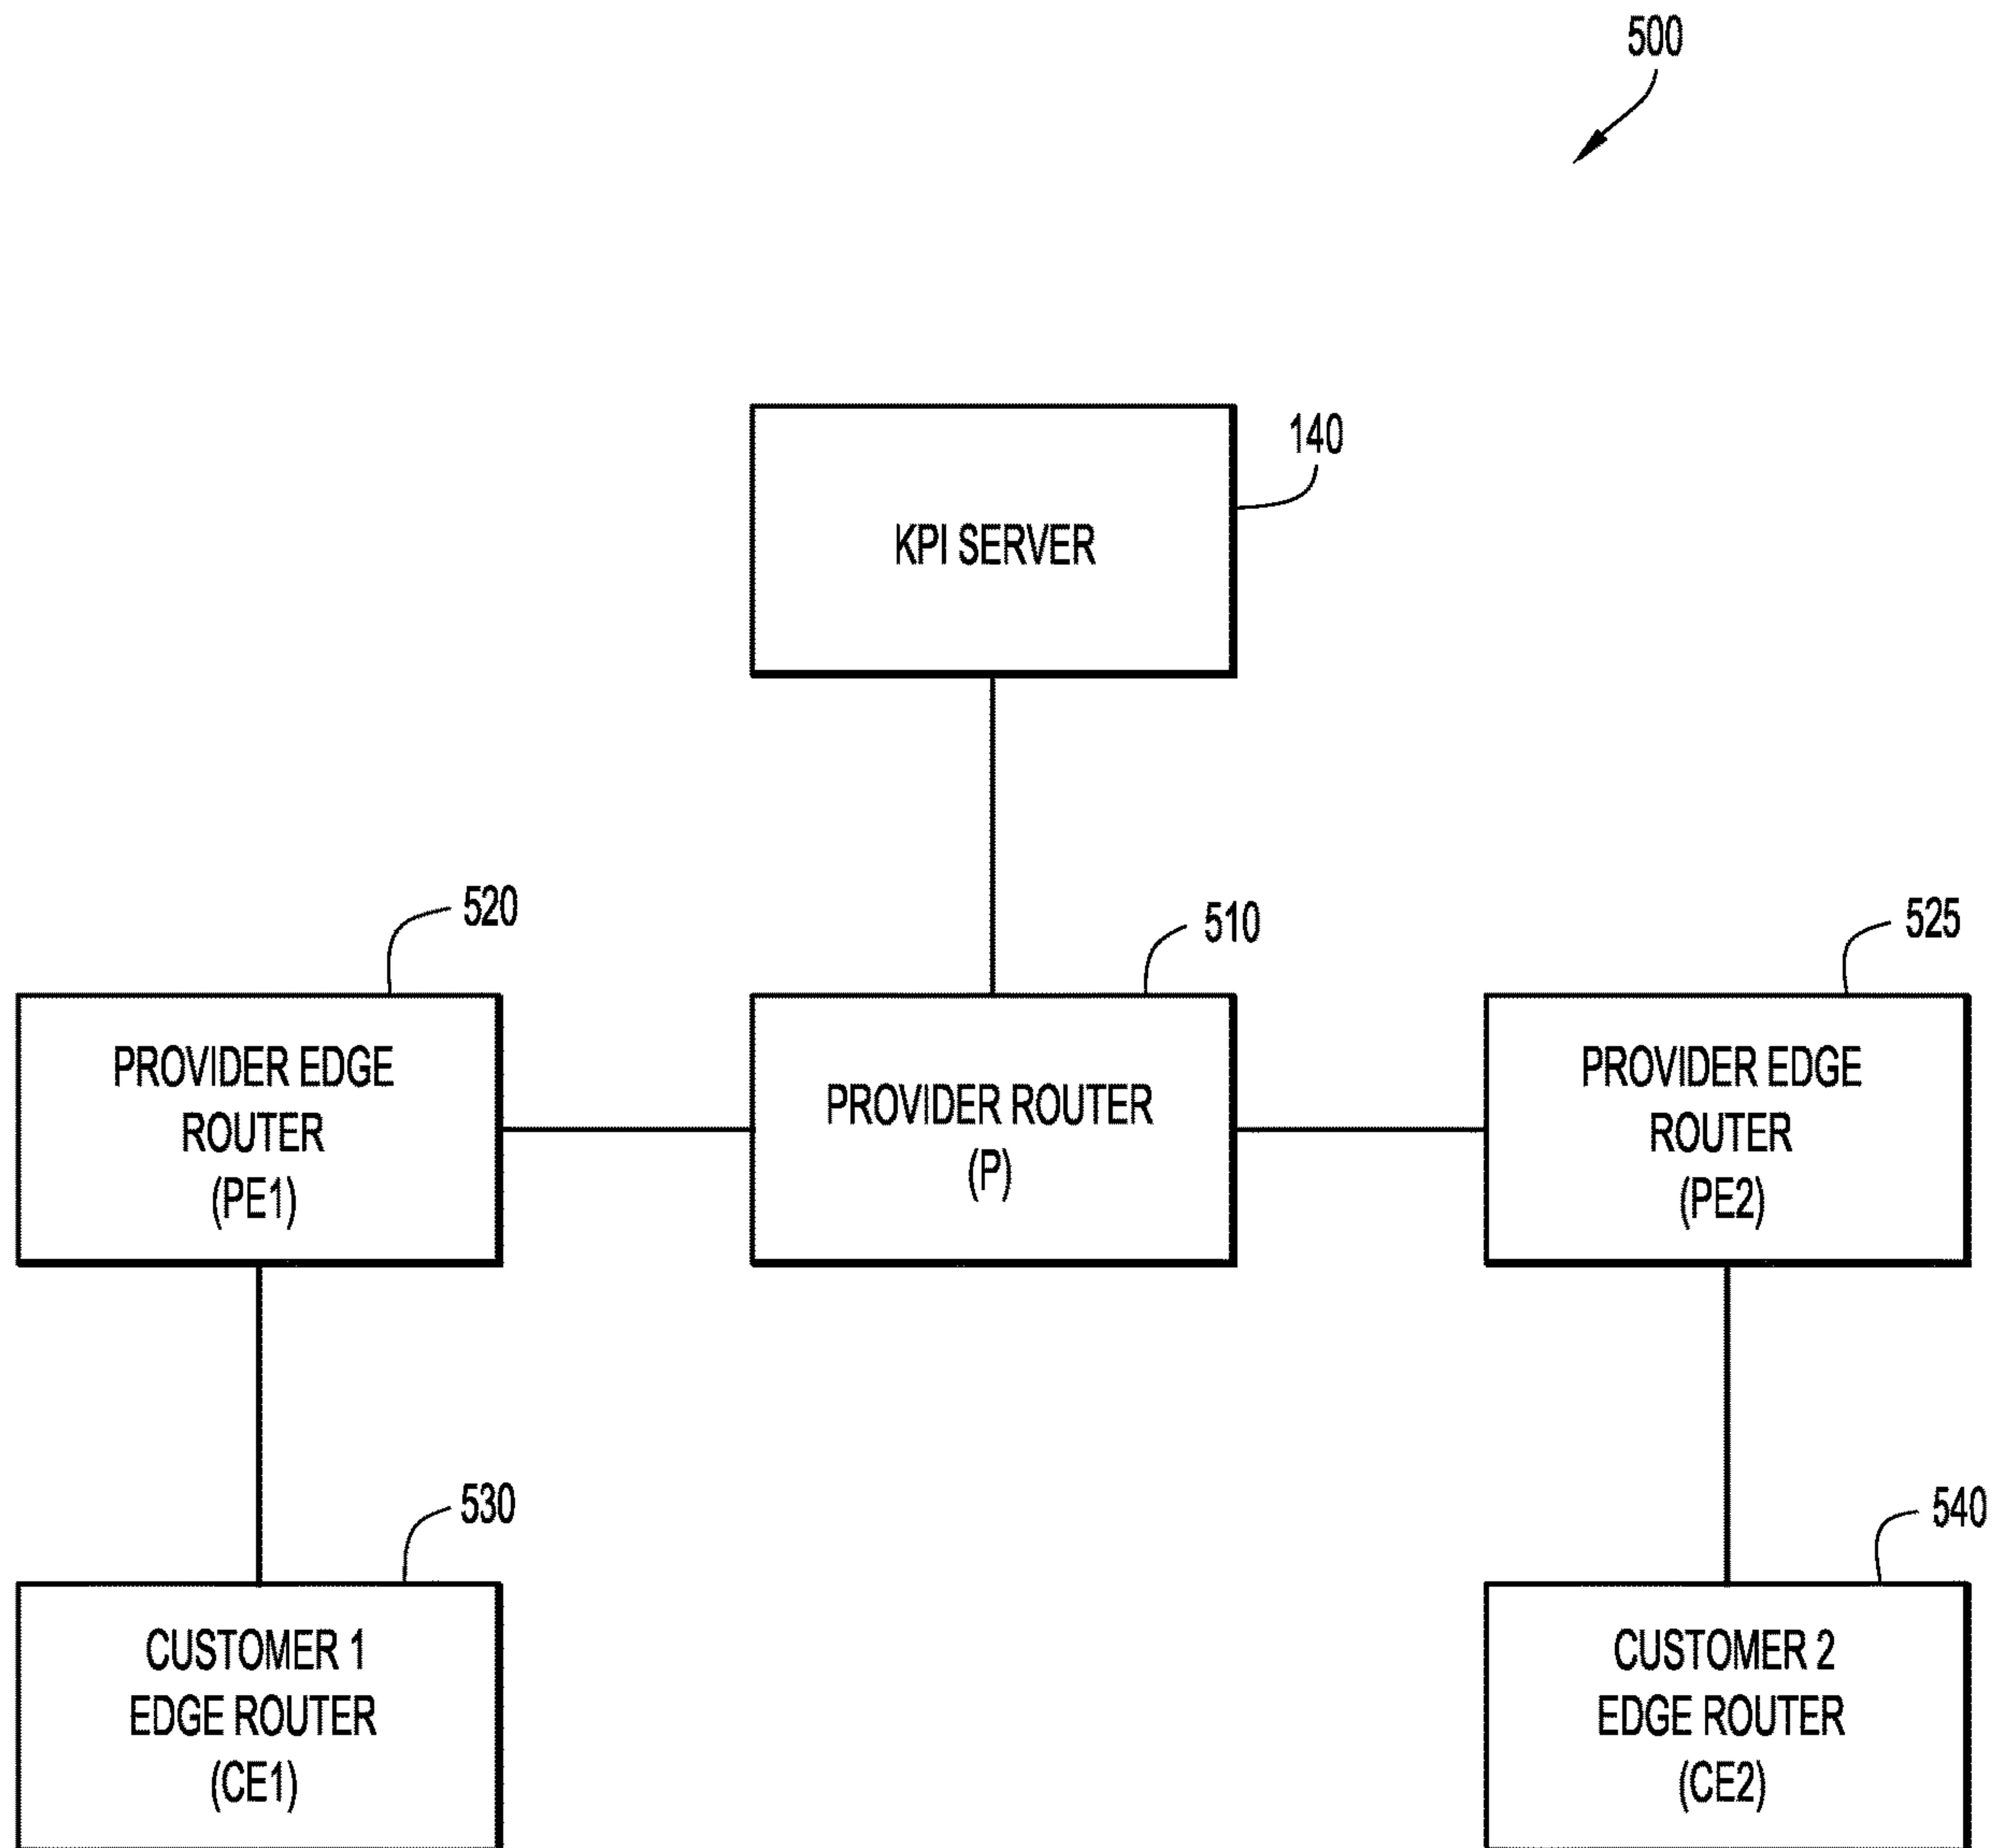 500
140
KPI SERVER
520
510
525
PROVIDER EDGE
ROUTER
(PE1)
PROVIDER ROUTER
(P)
PROVIDER EDGE
ROUTER
(PE2)
530
540
CUSTOMER 1
EDGE ROUTER
(CE1)
CUSTOMER 2
EDGE ROUTER
(CE2)